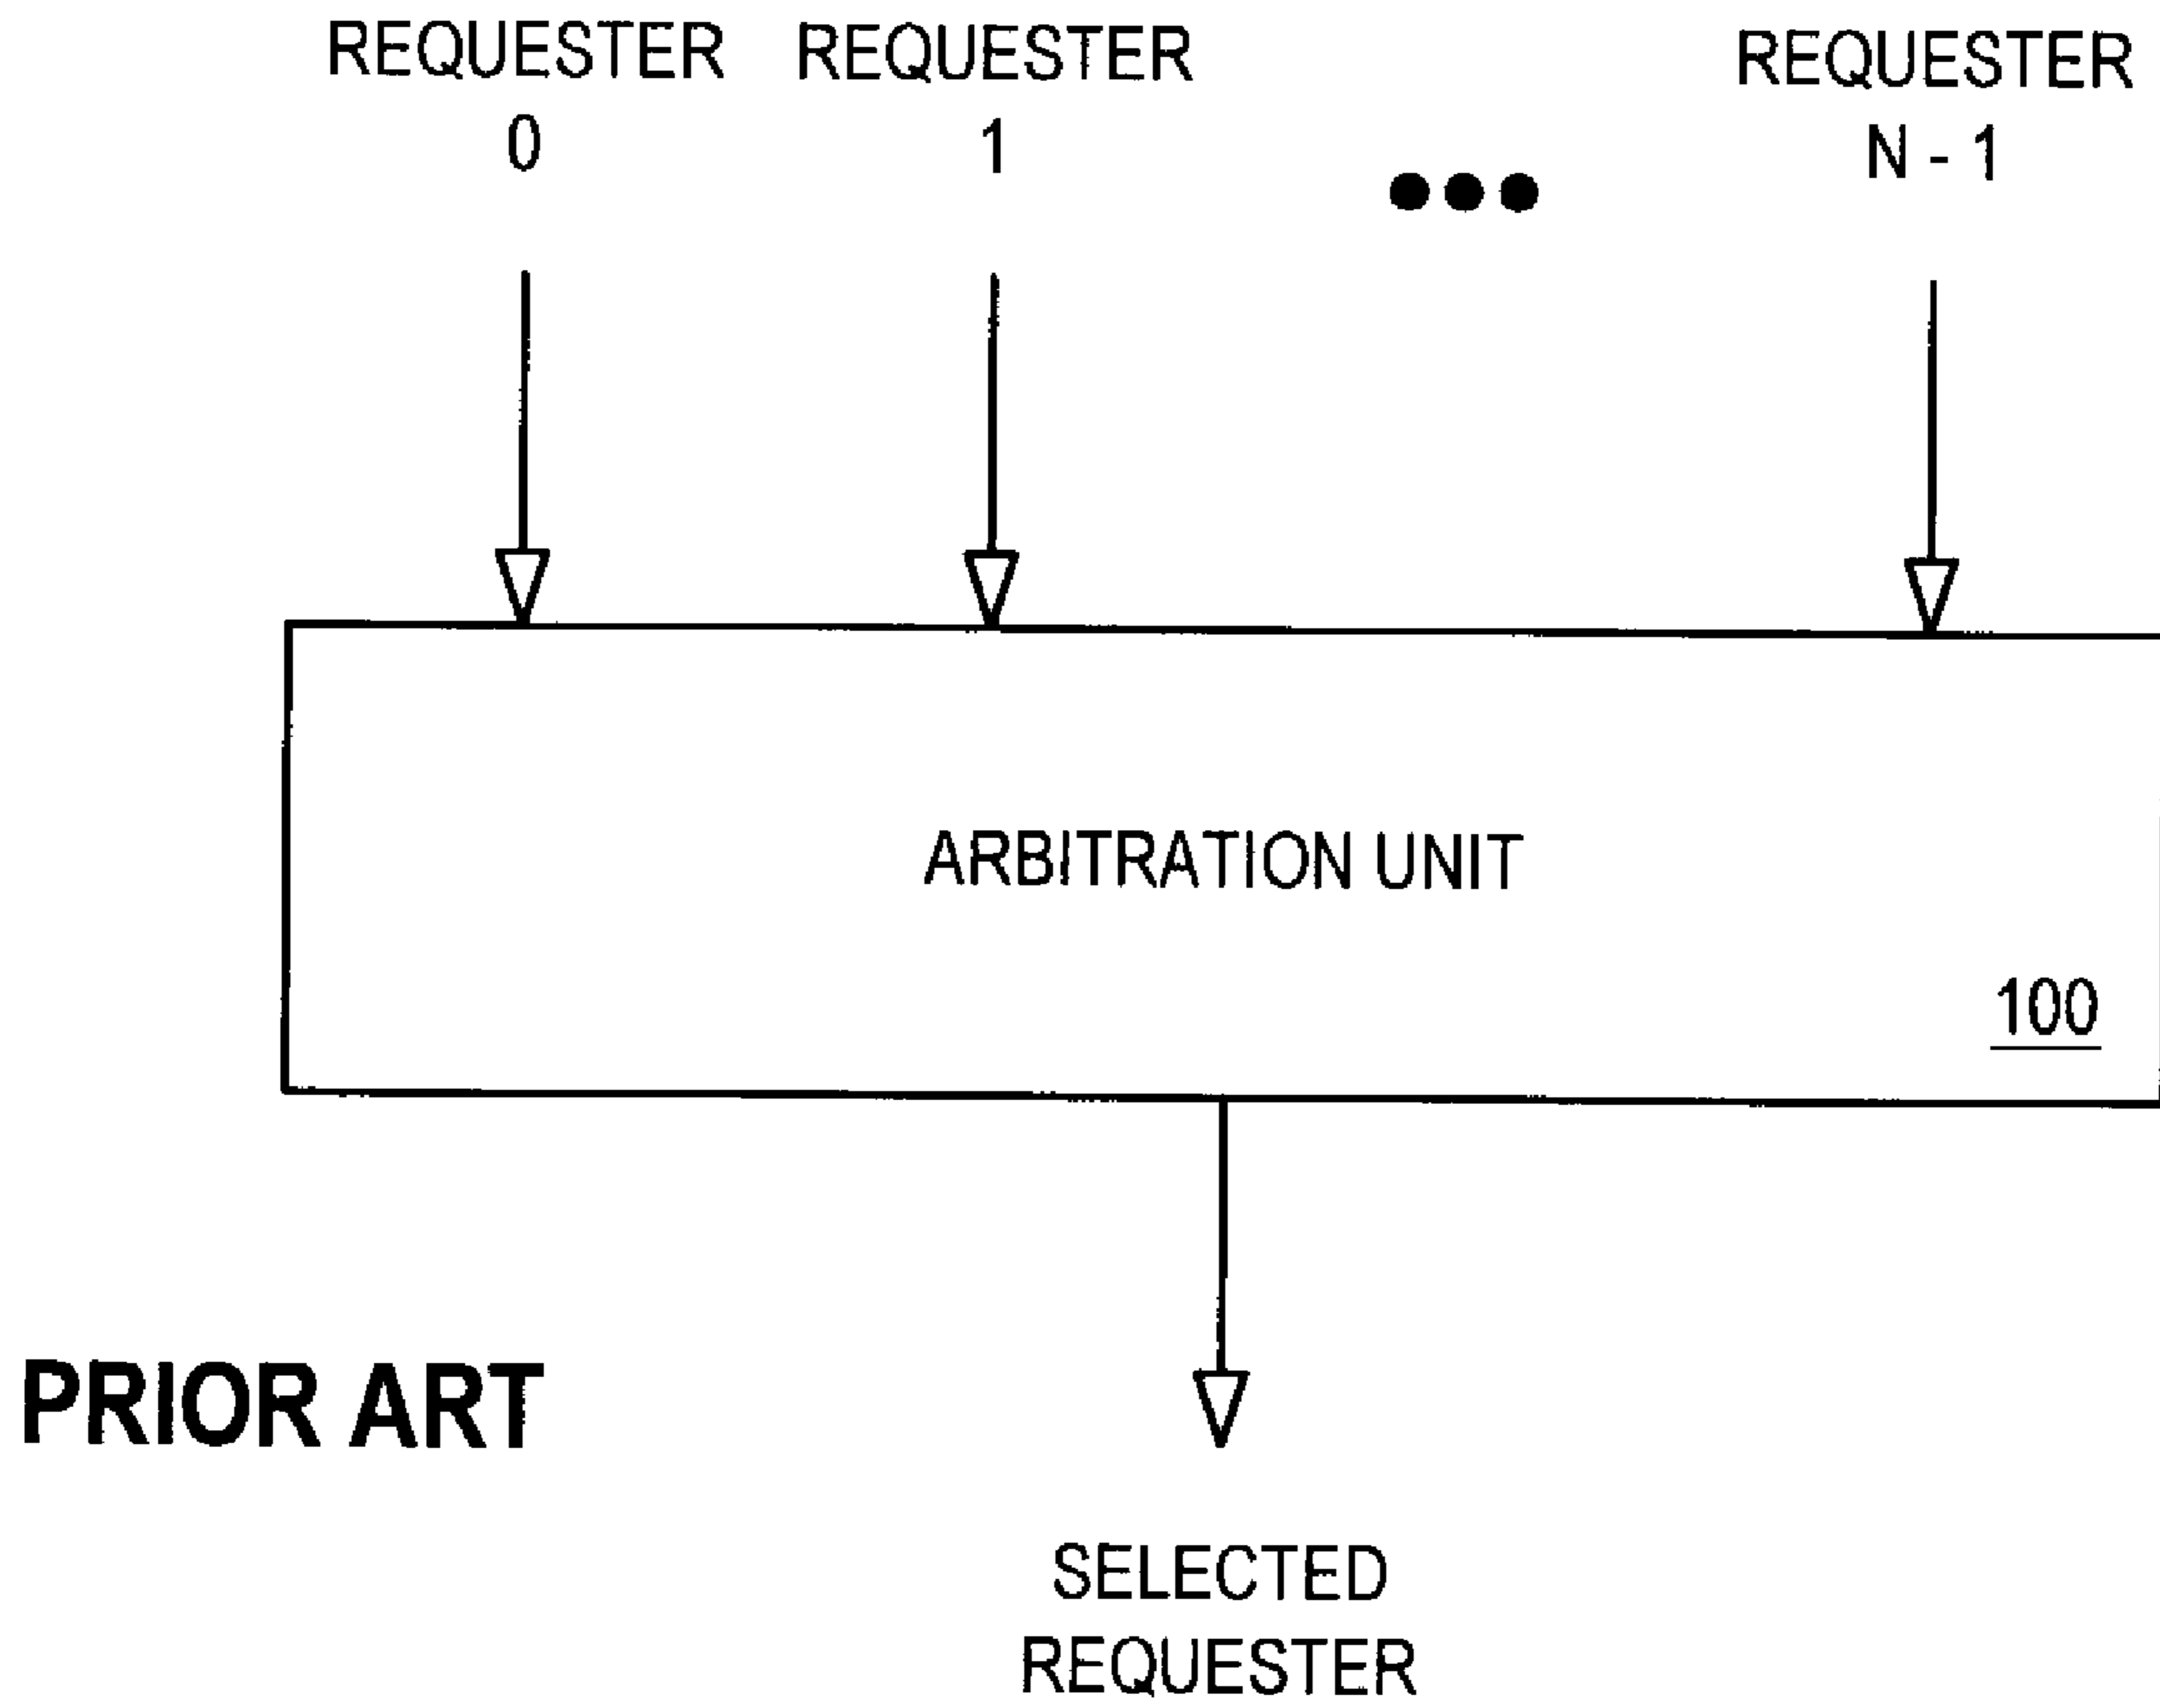 REQUESTER REQUESTER REQUESTER
0 1 N - 1
ARBITRATION UNIT
100
PRIOR ART
SELECTED
REQUESTER